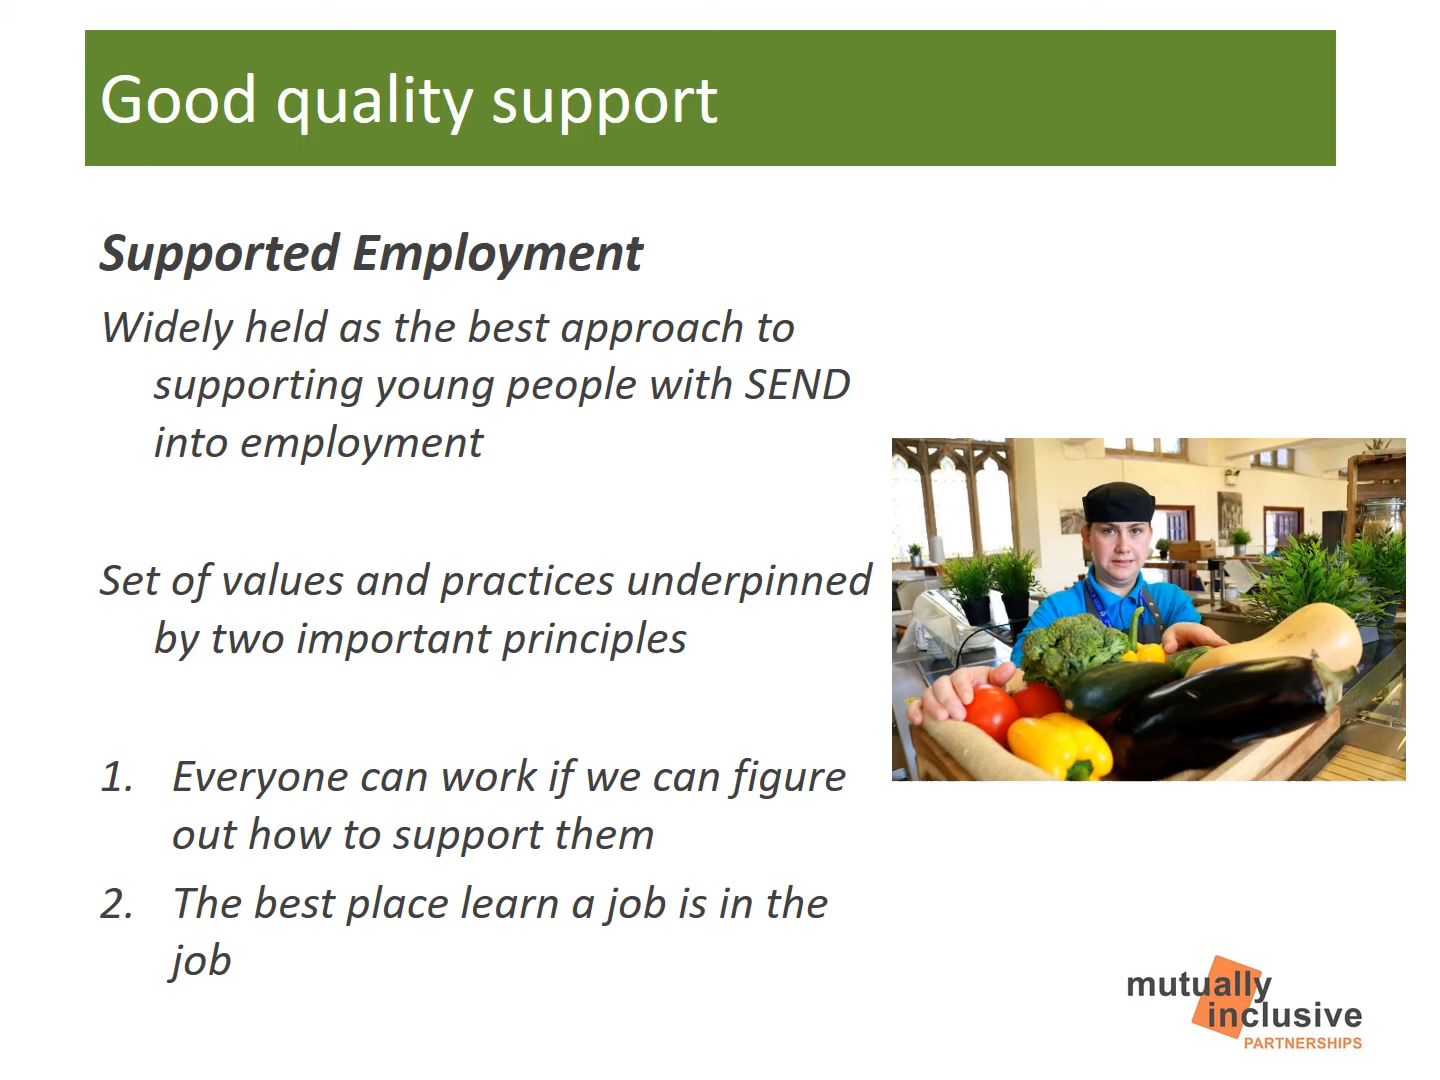 Good quality support
Supported Employment
Widely held as the best approach to
supporting young people with SEND
into employment
Set of values and practices underpinned
by two important principles
1. Everyone can work if we can figure
out how to support them
2. The best place learn a job is in the
job
mutually
inclusive
PARTNERSHIPS